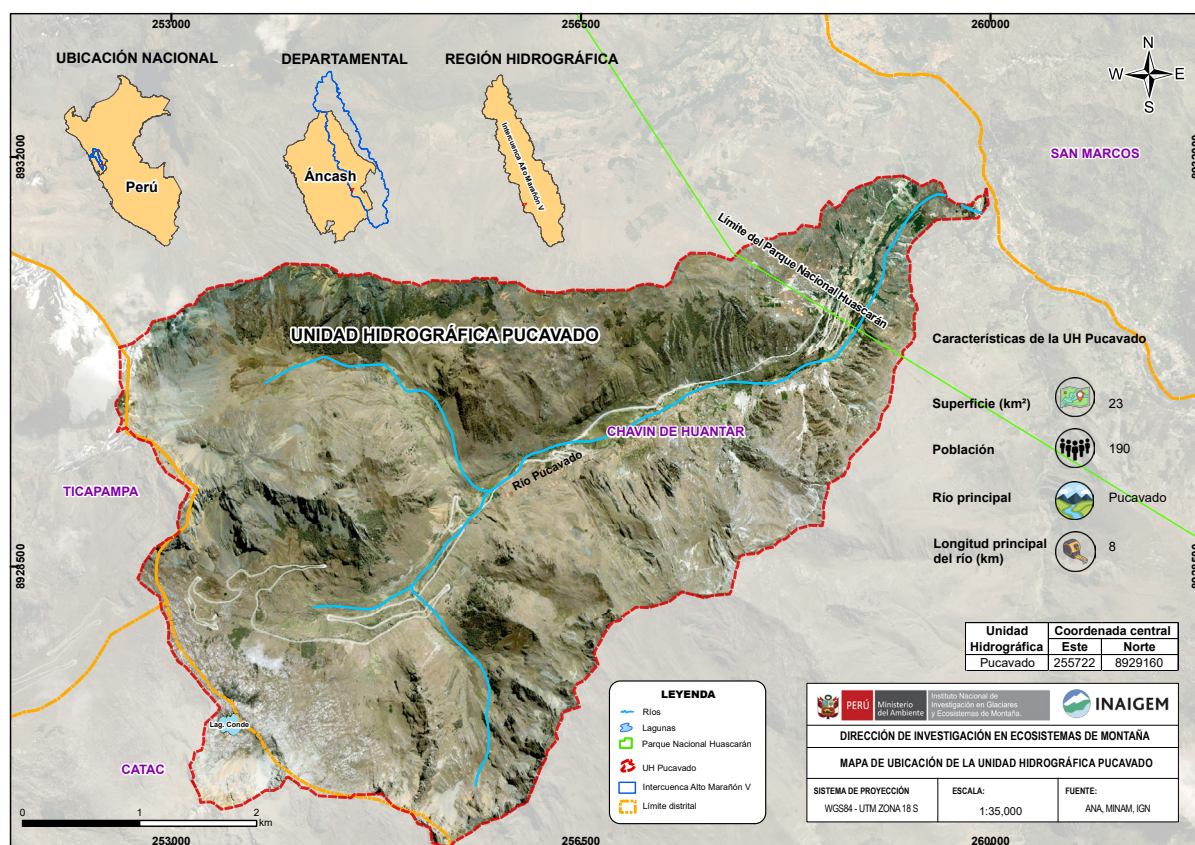 253000
256500
260000
UBICACIÓN NACIONAL
DEPARTAMENTAL
REGIÓN HIDROGRÁFICA
N
W
E
S
8932000
8932000
Perú
Áncash
Intercuenca Alto Marañón V
SAN MARCOS
Límite del Parque Nacional Huascarán
UNIDAD HIDROGRÁFICA PUCAVADO
Características de la UH Pucavado
Superficie (km²)
23
CHAVIN DE HUANTAR
Población
190
Río Pucavado
TICAPAMPA
Río principal
Pucavado
Longitud principal
del río (km)
8
8928500
8928500
Unidad
Hidrográfica
Coordenada central
Este
Norte
Pucavado
255722
8929160
LEYENDA
Ríos
Lagunas
Parque Nacional Huascarán
UH Pucavado
Intercuenca Alto Marañón V
Límite distrital
Lag. Conde
CATAC
0
1
2
km
PERÚ
Ministerio
del Ambiente
Instituto Nacional de
Investigación en Glaciares
y Ecosistemas de Montaña.
INAIGEM
DIRECCIÓN DE INVESTIGACIÓN EN ECOSISTEMAS DE MONTAÑA
MAPA DE UBICACIÓN DE LA UNIDAD HIDROGRÁFICA PUCAVADO
SISTEMA DE PROYECCIÓN
WGS84 - UTM ZONA 18 S
ESCALA:
1:35,000
FUENTE:
ANA, MINAM, IGN
253000
256500
260000